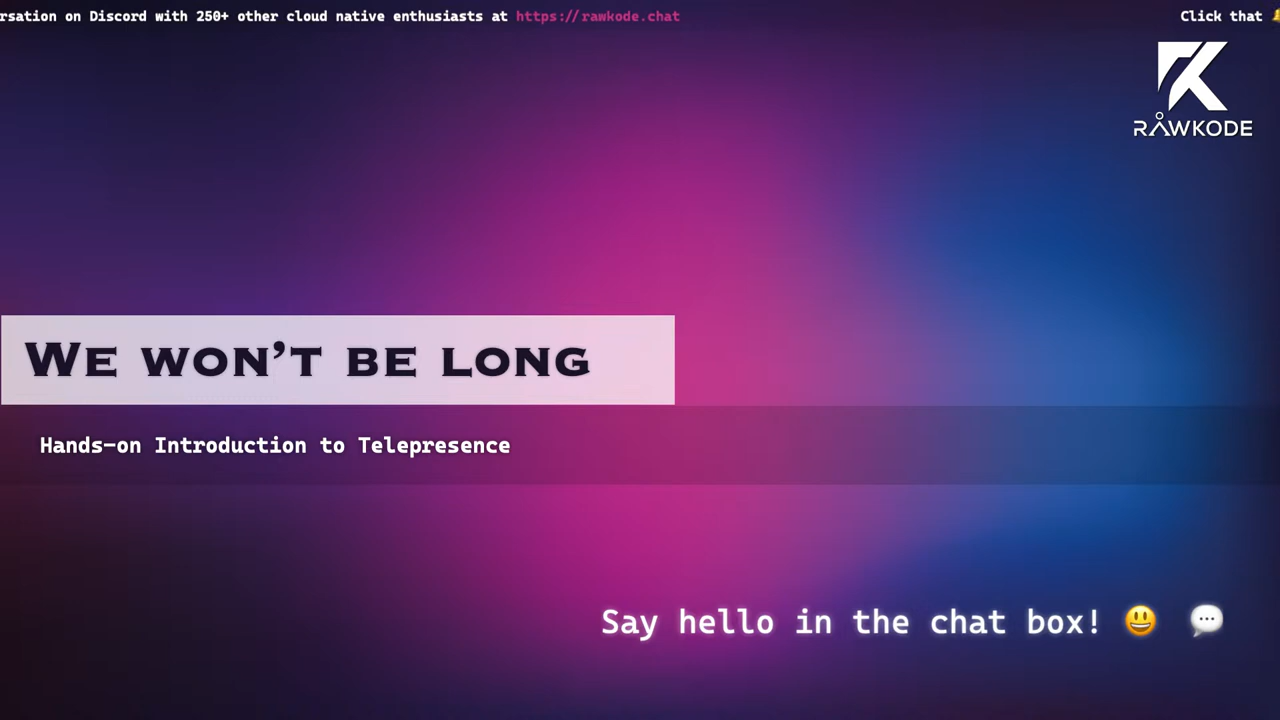 rsation on Discord with 250+ other cloud native enthusiasts at https://rawkode.chat
Click that 🔔
RAWKODE
We won't be long
Hands-on Introduction to Telepresence
Say hello in the chat box! 😃 💬